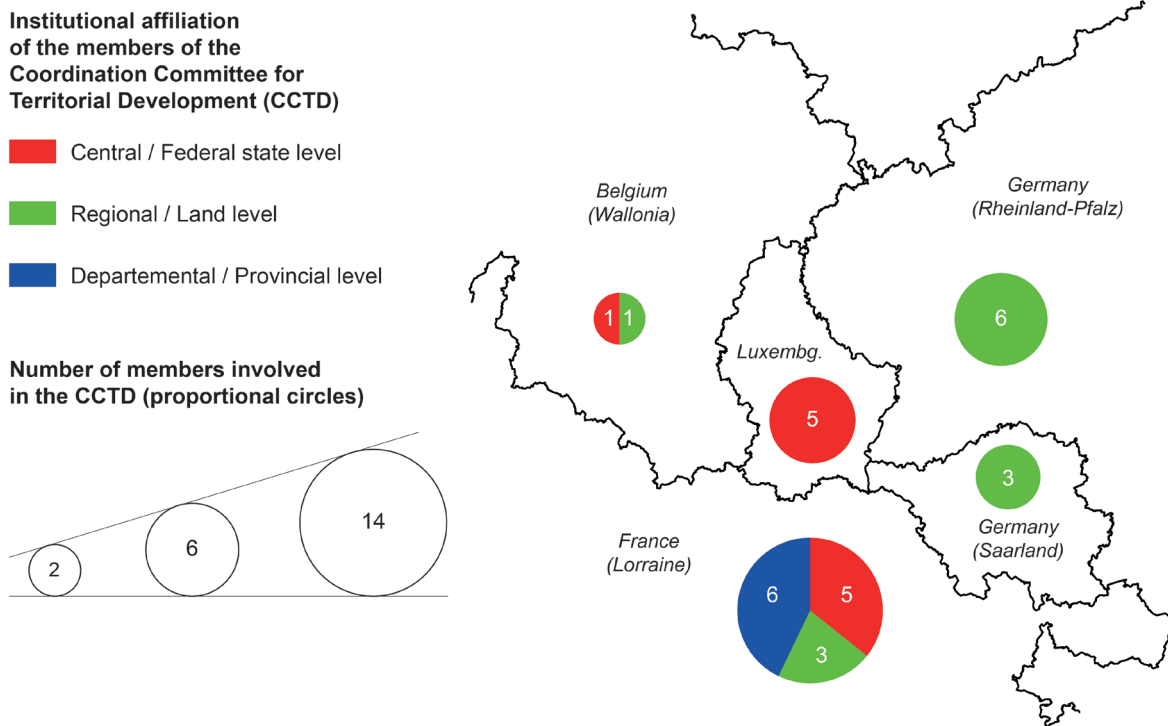 Institutional affiliation
of the members of the
Coordination Committee for
Territorial Development (CCTD)
Central / Federal state level
Regional / Land level
Departemental / Provincial level
Number of members involved
in the CCTD (proportional circles)
2
6
14
Belgium
(Wallonia)
1
1
Germany
(Rheinland-Pfalz)
6
Luxembg.
5
3
Germany
(Saarland)
France
(Lorraine)
6
5
3